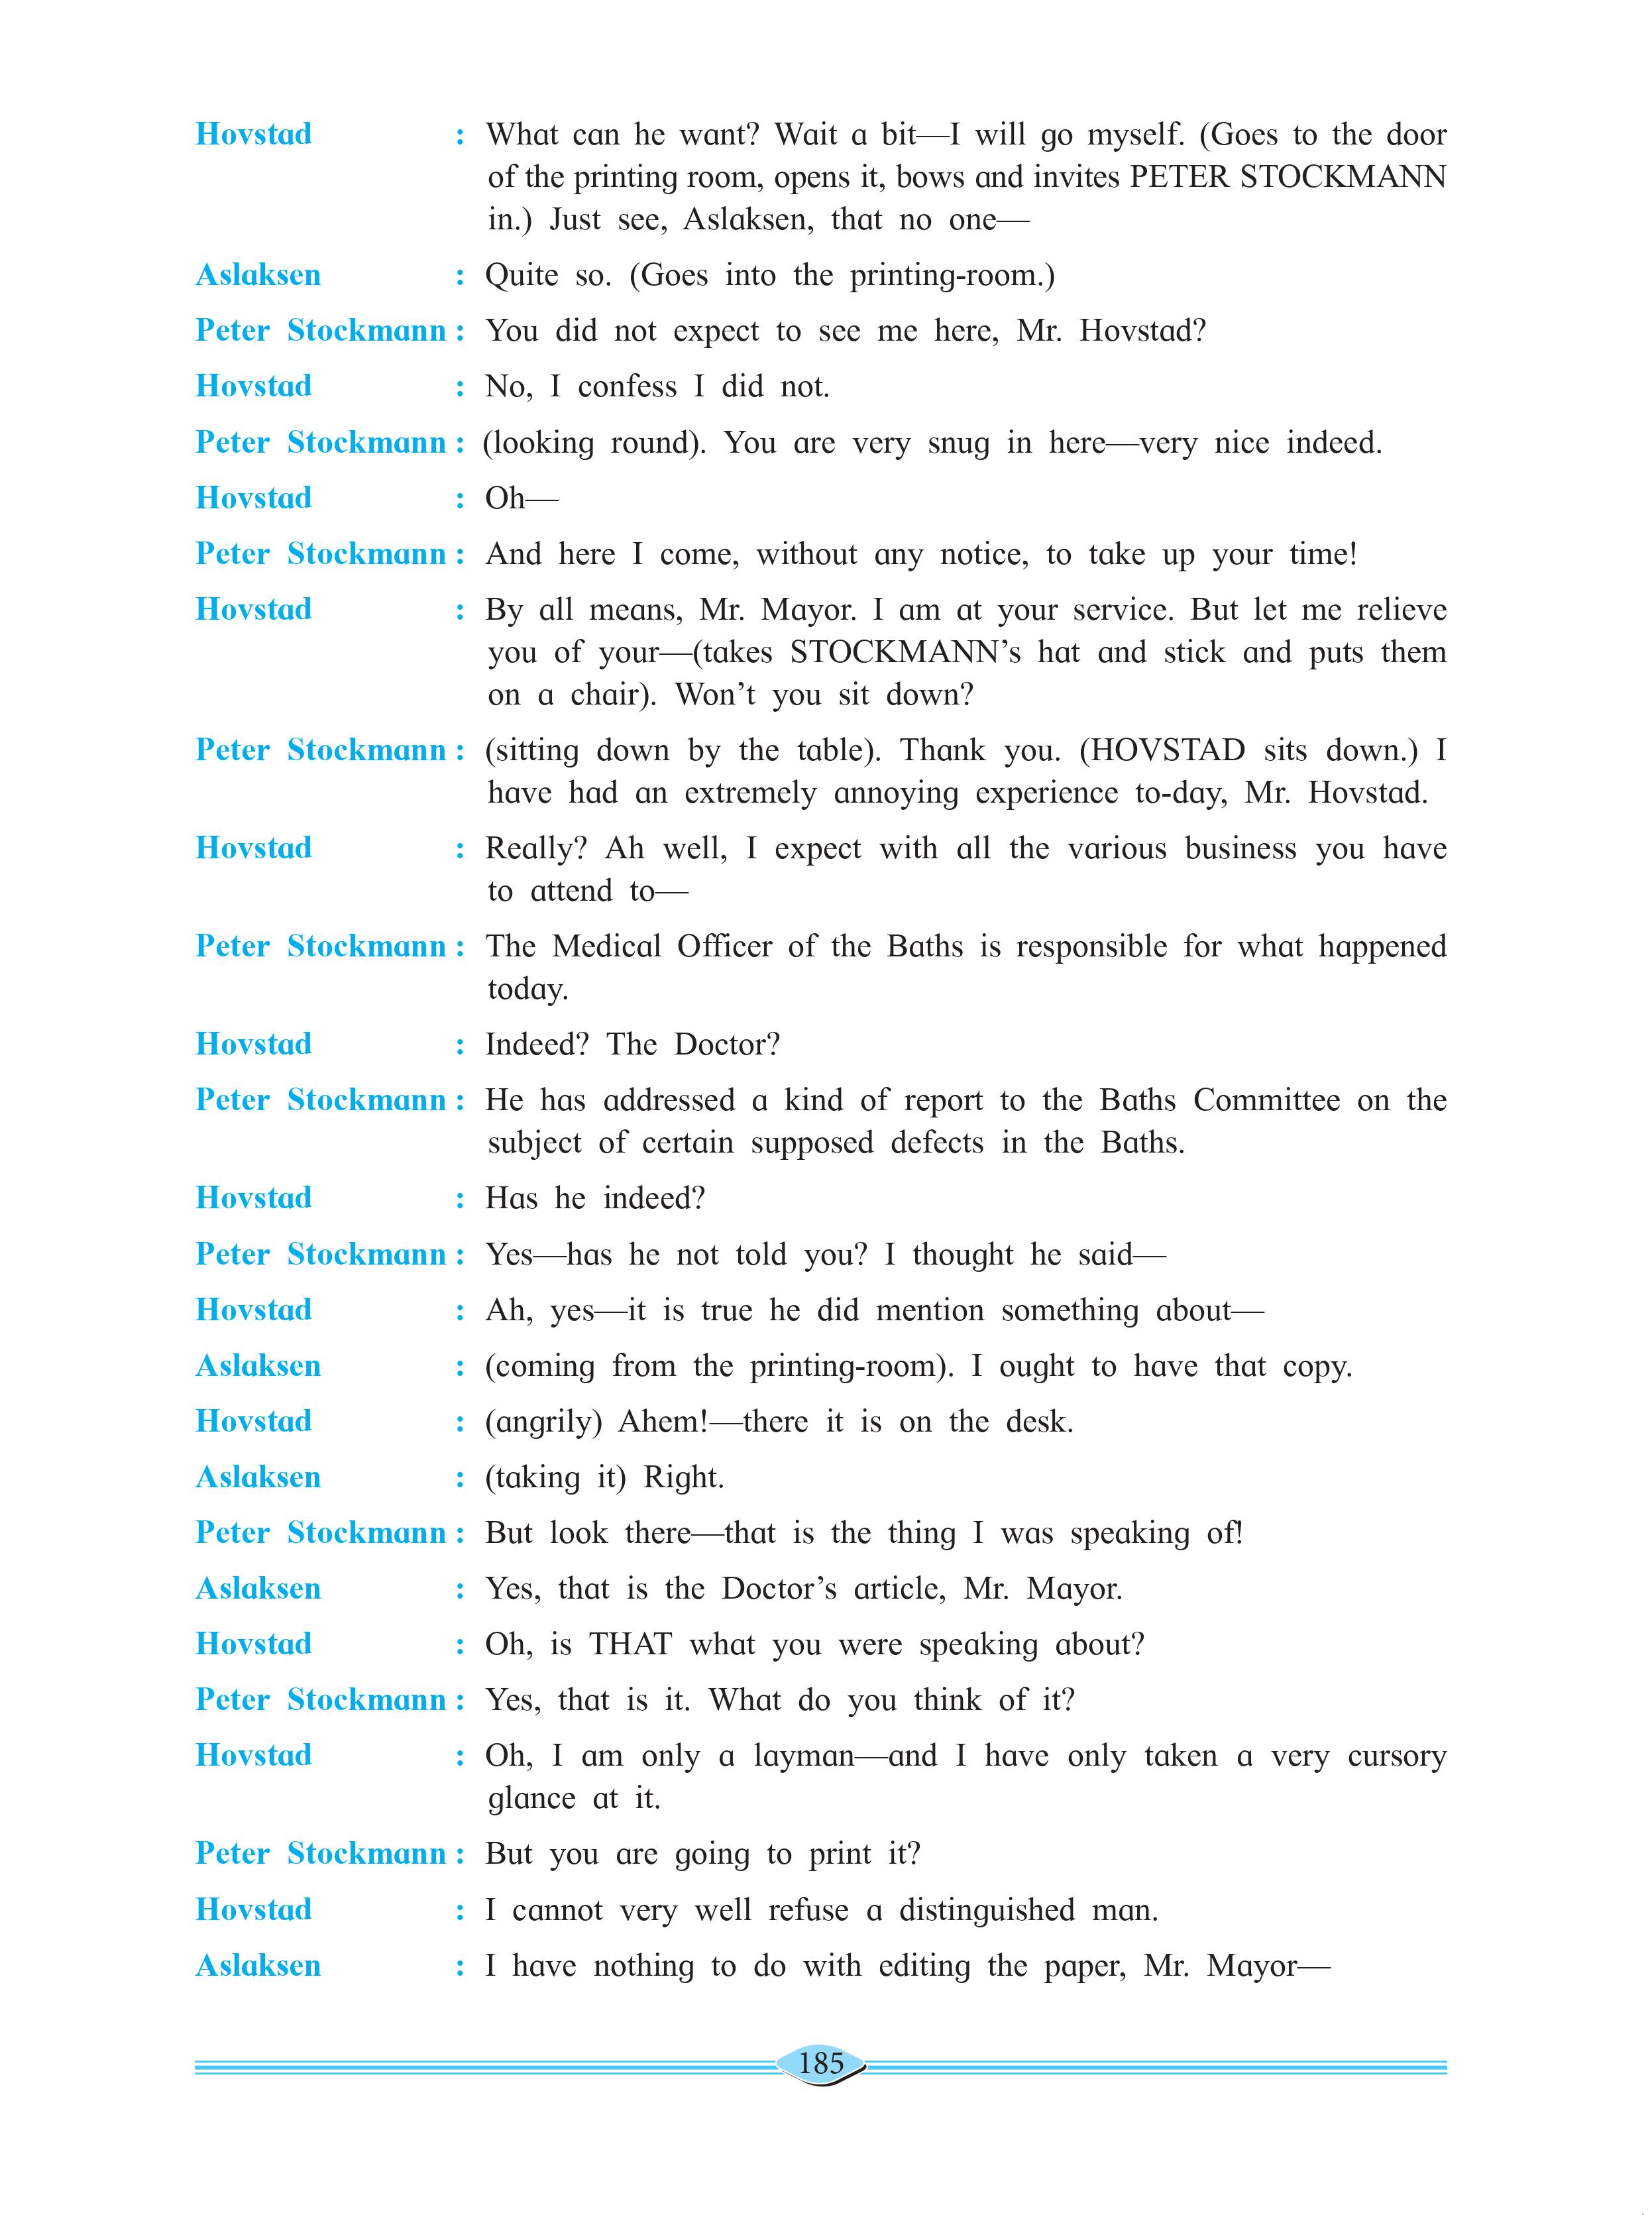 Hovstad : What can he want? Wait a bit—I will go myself. (Goes to the door
of the printing room, opens it, bows and invites PETER STOCKMANN
in.) Just see, Aslaksen, that no one—
Aslaksen : Quite so. (Goes into the printing-room.)
Peter Stockmann : You did not expect to see me here, Mr. Hovstad?
Hovstad : No, I confess I did not.
Peter Stockmann : (looking round). You are very snug in here—very nice indeed.
Hovstad : Oh—
Peter Stockmann : And here I come, without any notice, to take up your time!
Hovstad : By all means, Mr. Mayor. I am at your service. But let me relieve
you of your—(takes STOCKMANN’s hat and stick and puts them
on a chair). Won’t you sit down?
Peter Stockmann : (sitting down by the table). Thank you. (HOVSTAD sits down.) I
have had an extremely annoying experience to-day, Mr. Hovstad.
Hovstad : Really? Ah well, I expect with all the various business you have
to attend to—
Peter Stockmann : The Medical Officer of the Baths is responsible for what happened
today.
Hovstad : Indeed? The Doctor?
Peter Stockmann : He has addressed a kind of report to the Baths Committee on the
subject of certain supposed defects in the Baths.
Hovstad : Has he indeed?
Peter Stockmann : Yes—has he not told you? I thought he said—
Hovstad : Ah, yes—it is true he did mention something about—
Aslaksen : (coming from the printing-room). I ought to have that copy.
Hovstad : (angrily) Ahem!—there it is on the desk.
Aslaksen : (taking it) Right.
Peter Stockmann : But look there—that is the thing I was speaking of!
Aslaksen : Yes, that is the Doctor’s article, Mr. Mayor.
Hovstad : Oh, is THAT what you were speaking about?
Peter Stockmann : Yes, that is it. What do you think of it?
Hovstad : Oh, I am only a layman—and I have only taken a very cursory
glance at it.
Peter Stockmann : But you are going to print it?
Hovstad : I cannot very well refuse a distinguished man.
Aslaksen : I have nothing to do with editing the paper, Mr. Mayor—
185